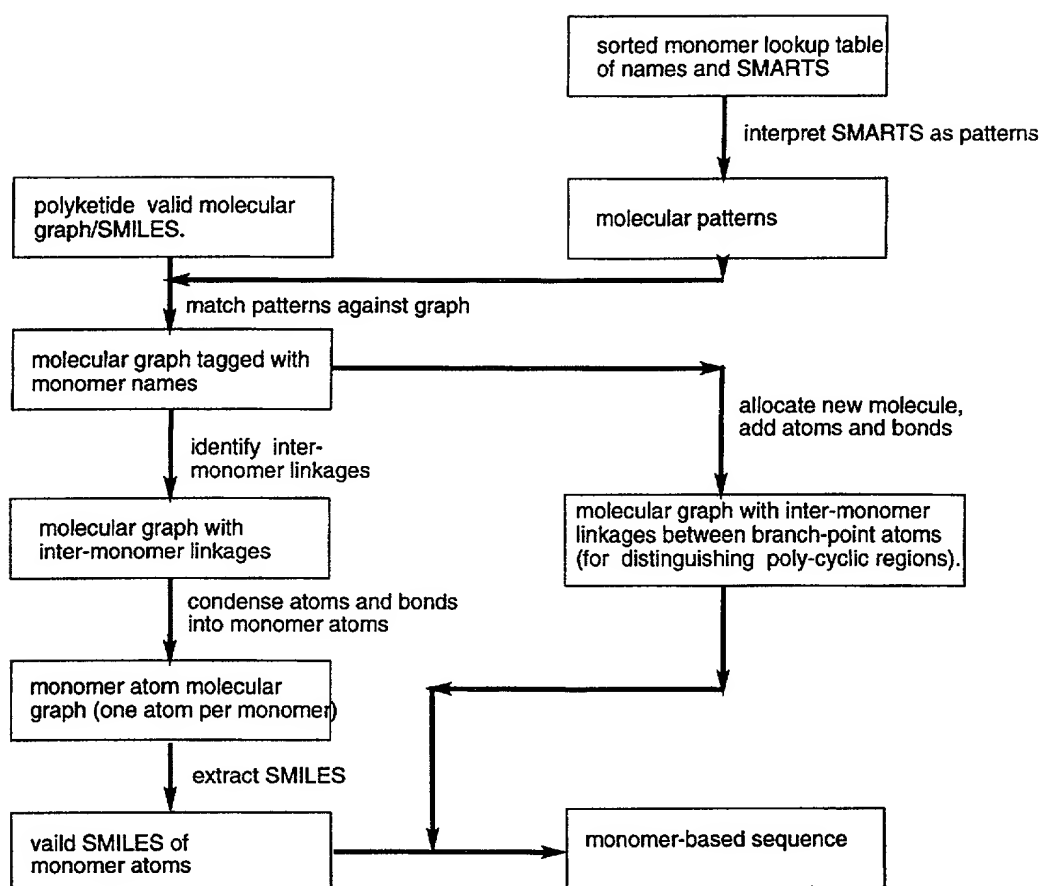 sorted monomer lookup table
of names and SMARTS
interpret SMARTS as patterns
polyketide valid molecular
graph/SMILES.
molecular patterns
match patterns against graph
molecular graph tagged with
monomer names
allocate new molecule,
add atoms and bonds
identify inter-
monomer linkages
molecular graph with
inter-monomer linkages
molecular graph with inter-monomer
linkages between branch-point atoms
(for distinguishing poly-cyclic regions).
condense atoms and bonds
into monomer atoms
monomer atom molecular
graph (one atom per monomer)
extract SMILES
vaild SMILES of
monomer atoms
monomer-based sequence